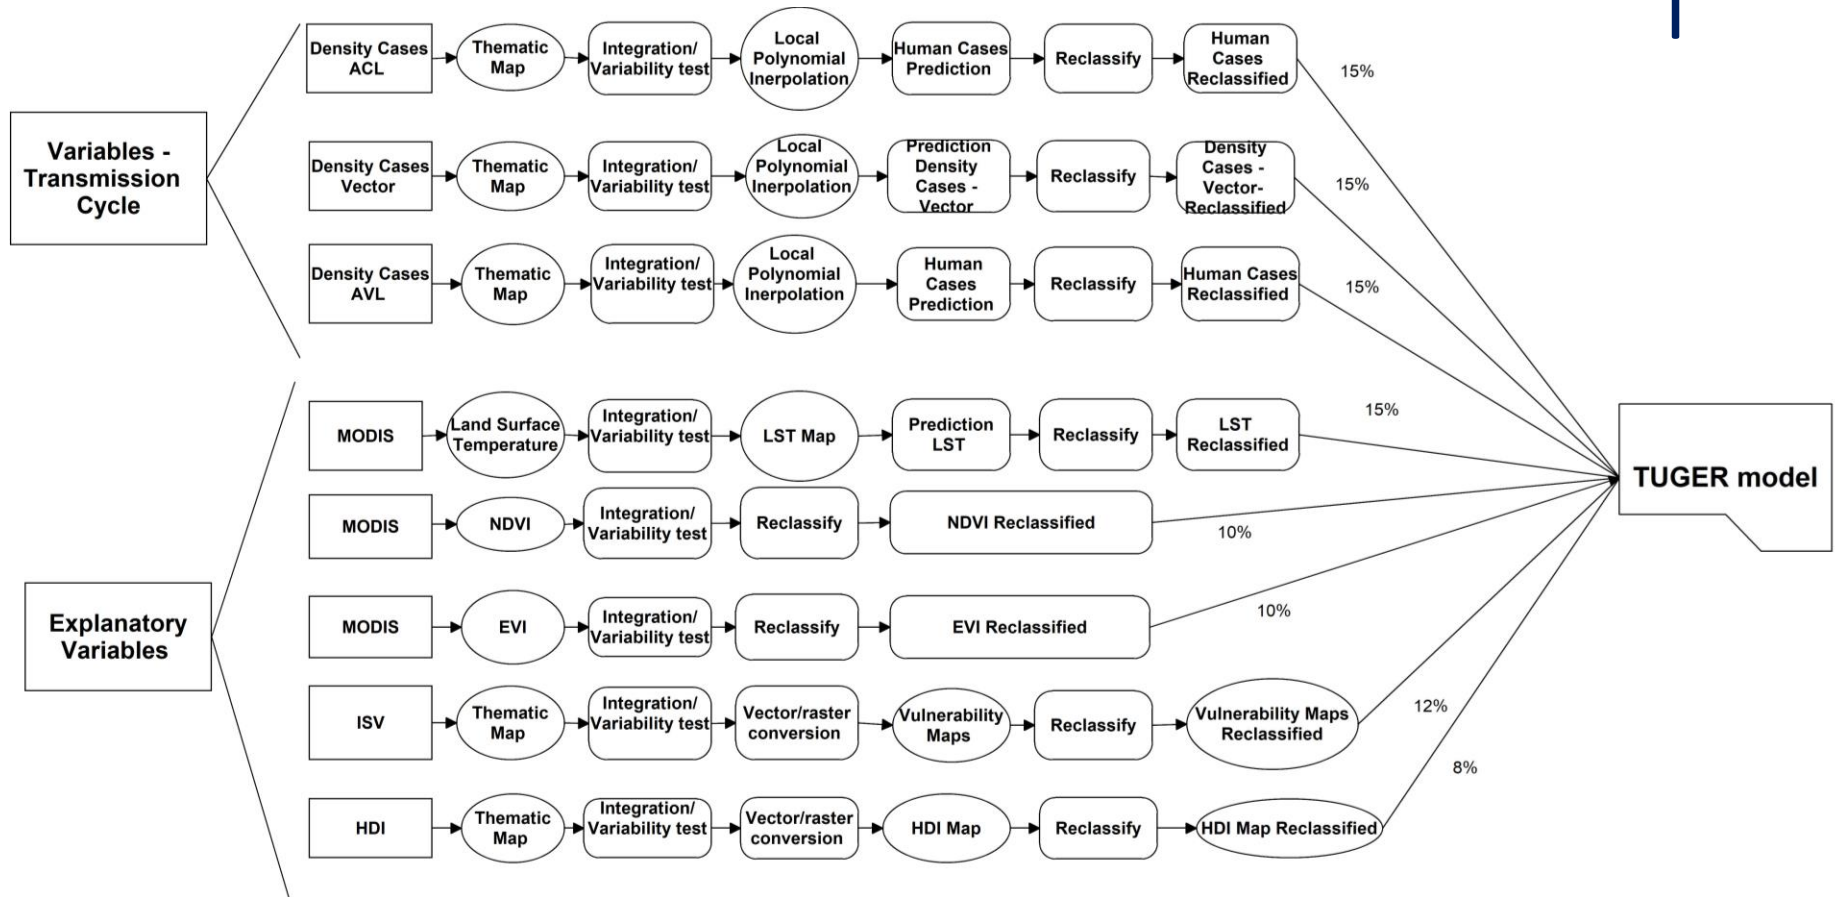 Variables -
Transmission
Cycle
Density Cases
ACL
Thematic
Map
Integration/
Variability test
Local
Polynomial
Inerpolation
Human Cases
Prediction
Reclassify
Human
Cases
Reclassified
15%
Density Cases
Vector
Thematic
Map
Integration/
Variability test
Local
Polynomial
Inerpolation
Prediction
Density
Cases -
Vector
Reclassify
Density
Cases -
Vector-
Reclassified
15%
Density Cases
AVL
Thematic
Map
Integration/
Variability test
Local
Polynomial
Inerpolation
Human
Cases
Prediction
Reclassify
Human Cases
Reclassified
15%
Explanatory
Variables
MODIS
Land Surface
Temperature
Integration/
Variability test
LST Map
Prediction
LST
Reclassify
LST
Reclassified
15%
MODIS
NDVI
Integration/
Variability test
Reclassify
NDVI Reclassified
10%
MODIS
EVI
Integration/
Variability test
Reclassify
EVI Reclassified
10%
ISV
Thematic
Map
Integration/
Variability test
Vector/raster
conversion
Vulnerability
Maps
Reclassify
Vulnerability Maps
Reclassified
12%
HDI
Thematic
Map
Integration/
Variability test
Vector/raster
conversion
HDI Map
Reclassify
HDI Map Reclassified
8%
TUGER model